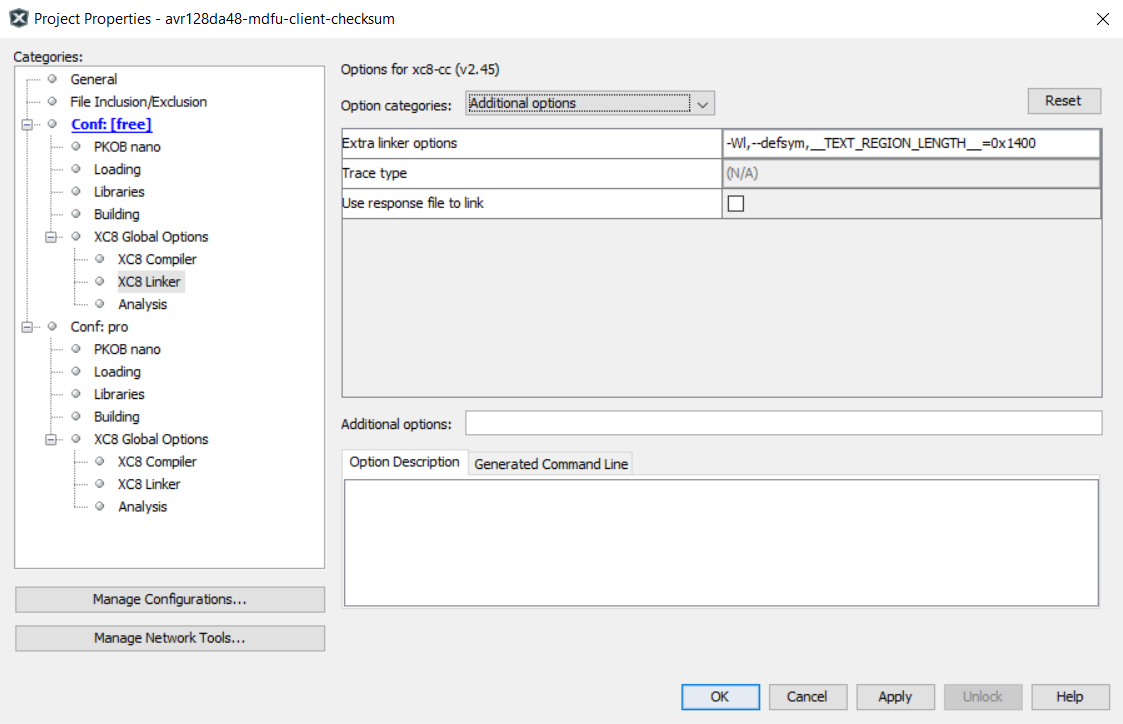 Project Properties - avr128da48-mdfu-client-checksum
Categories:
General
File Inclusion/Exclusion
Conf: [free]
PKOB nano
Loading
Libraries
Building
XC8 Global Options
XC8 Compiler
XC8 Linker
Analysis
Conf: pro
PKOB nano
Loading
Libraries
Building
XC8 Global Options
XC8 Compiler
XC8 Linker
Analysis
Manage Configurations...
Manage Network Tools...
Options for xc8-cc (v2.45)
Option categories: Additional options Reset
Extra linker options -Wl,--defsym,__TEXT_REGION_LENGTH__=0x1400
Trace type (N/A)
Use response file to link
Additional options:
Option Description Generated Command Line
OK Cancel Apply Unlock Help